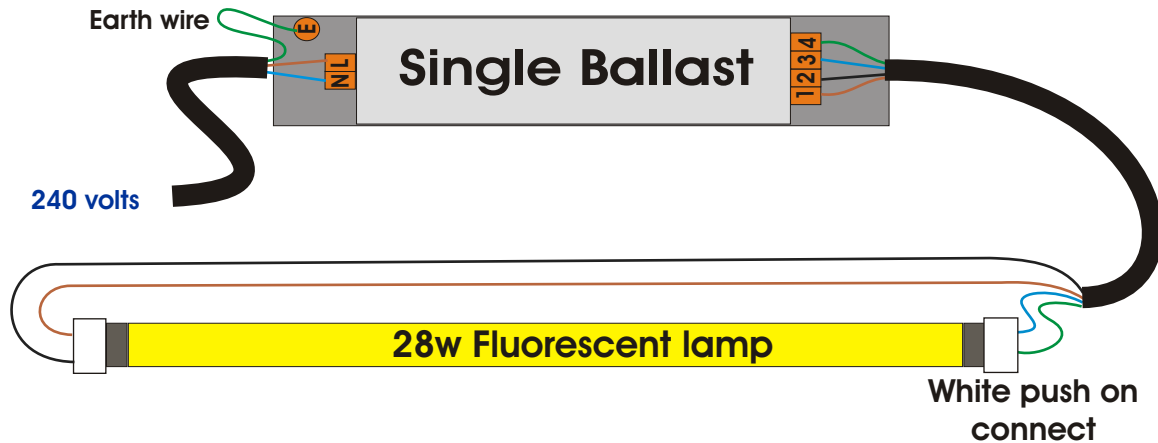 Earth wire
E
N L
Single Ballast
1 2 3 4
240 volts
28w Fluorescent lamp
White push on
connect